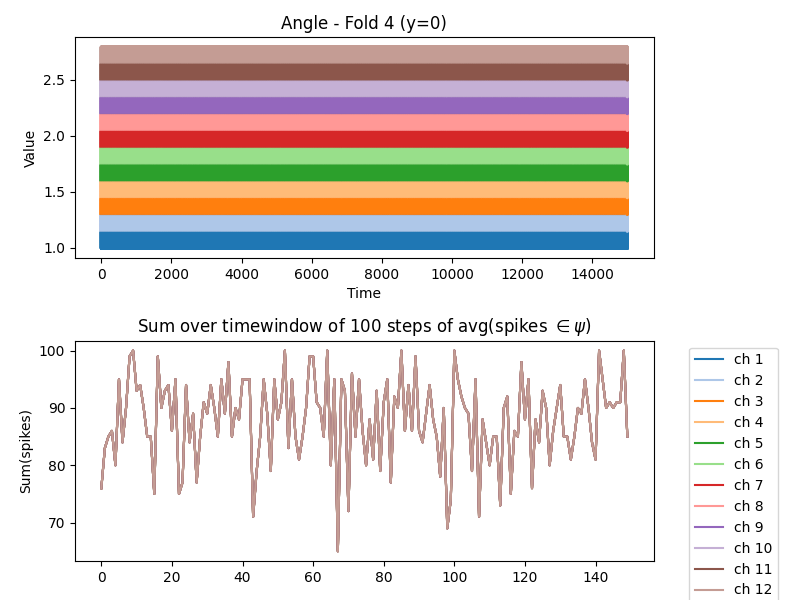 Angle - Fold 4 (y=0)
Value
2.5
2.0
1.5
1.0
0 2000 4000 6000 8000 10000 12000 14000
Time
Sum over timewindow of 100 steps of avg(spikes ∈ ψ)
Sum(spikes)
100
90
80
70
0 20 40 60 80 100 120 140
ch 1
ch 2
ch 3
ch 4
ch 5
ch 6
ch 7
ch 8
ch 9
ch 10
ch 11
ch 12